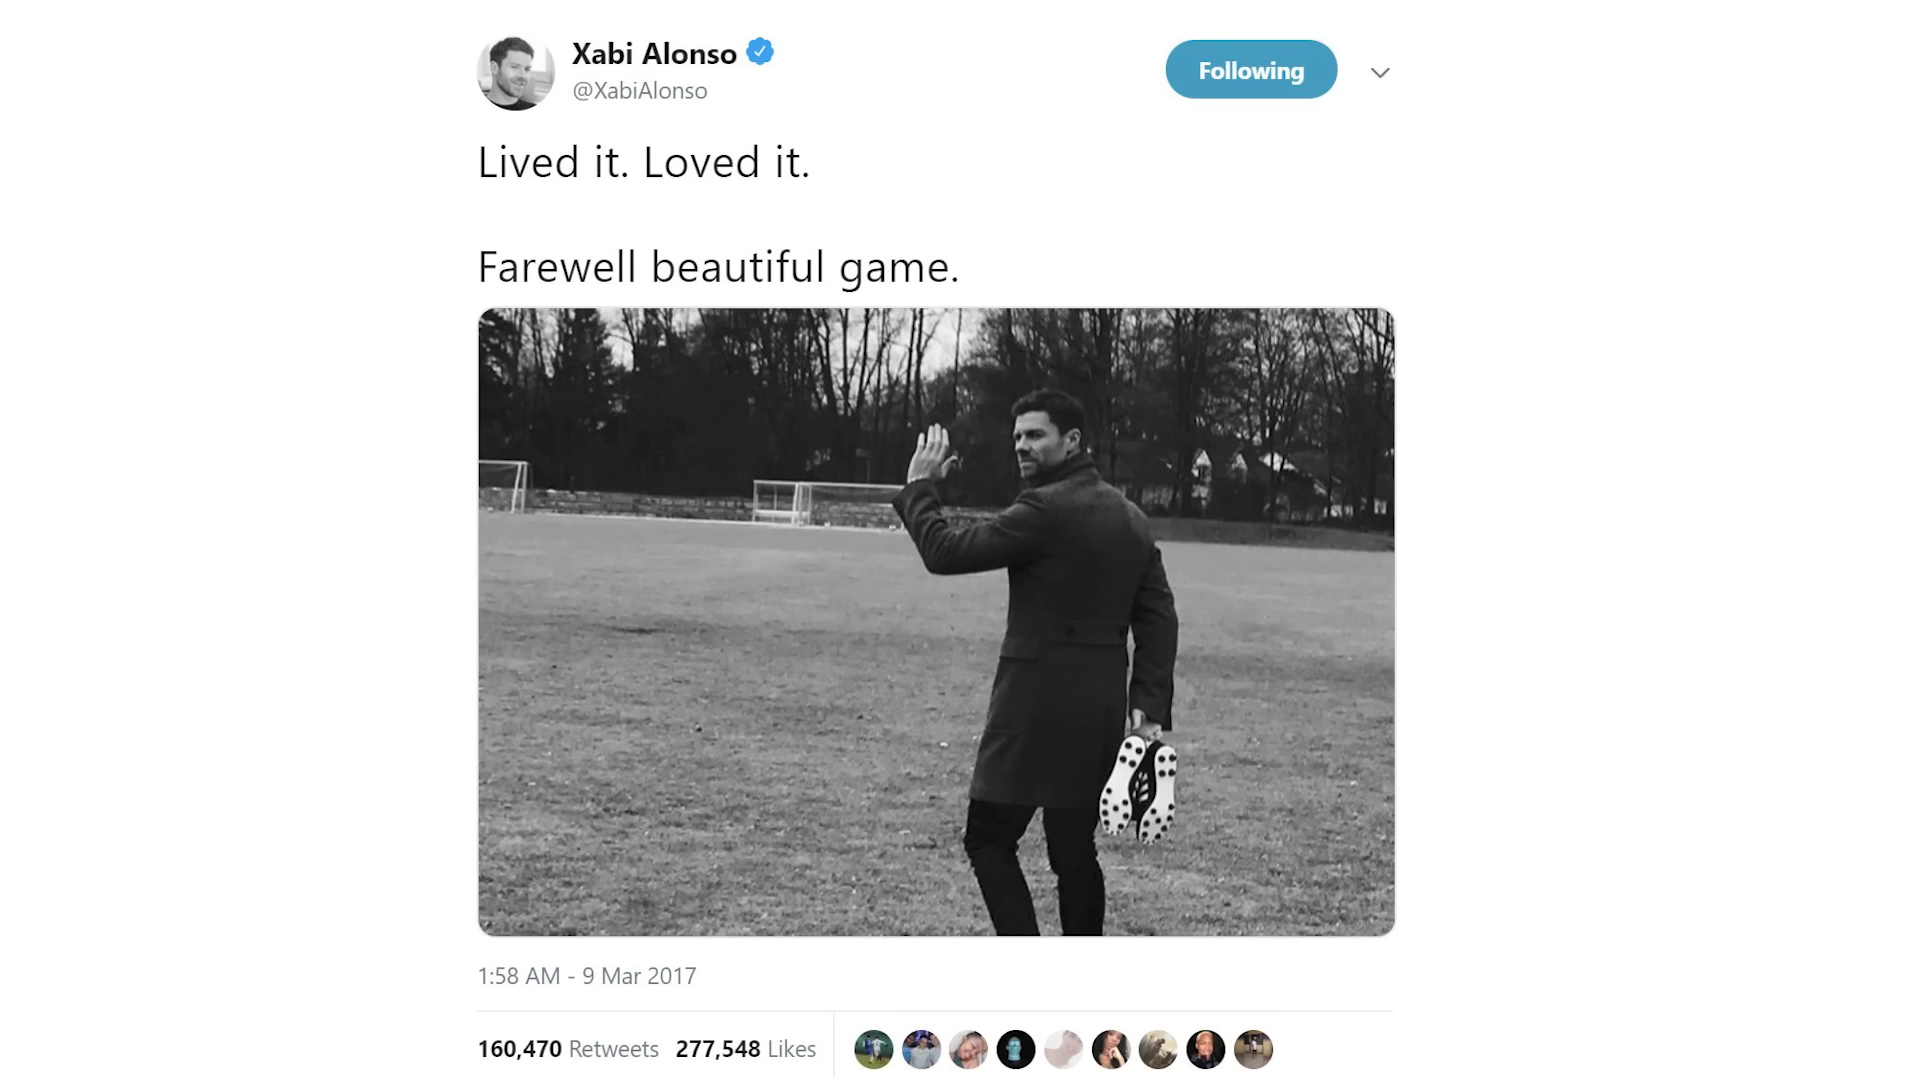 Xabi Alonso
@XabiAlonso
Following
Lived it. Loved it.
Farewell beautiful game.
1:58 AM - 9 Mar 2017
160,470 Retweets 277,548 Likes